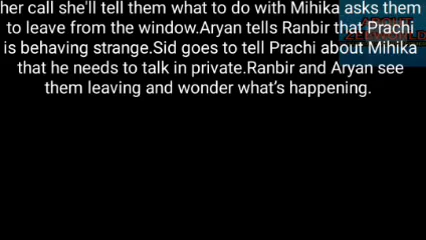 her call she'll tell them what to do with Mihika asks them
to leave from the window.Aryan tells Ranbir that Prachi
is behaving strange.Sid goes to tell Prachi about Mihika
that he needs to talk in private.Ranbir and Aryan see
them leaving and wonder what's happening.